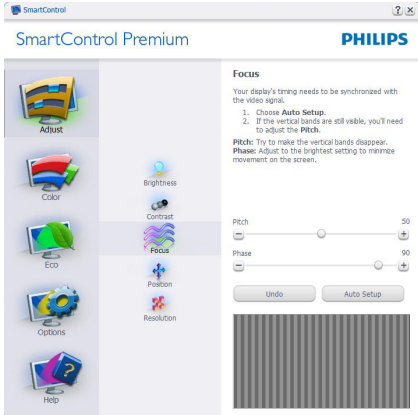 SmartControl
SmartControl Premium
PHILIPS
Adjust
Color
Eco
Options
Help
Brightness
Contrast
Focus
Position
Resolution
Focus
Your display's timing needs to be synchronized with
the video signal.
1. Choose Auto Setup.
2. If the vertical bands are still visible, you'll need
to adjust the Pitch.
Pitch: Try to make the vertical bands disappear.
Phase: Adjust to the brightest setting to minimize
movement on the screen.
Pitch 50
Phase 90
Undo Auto Setup